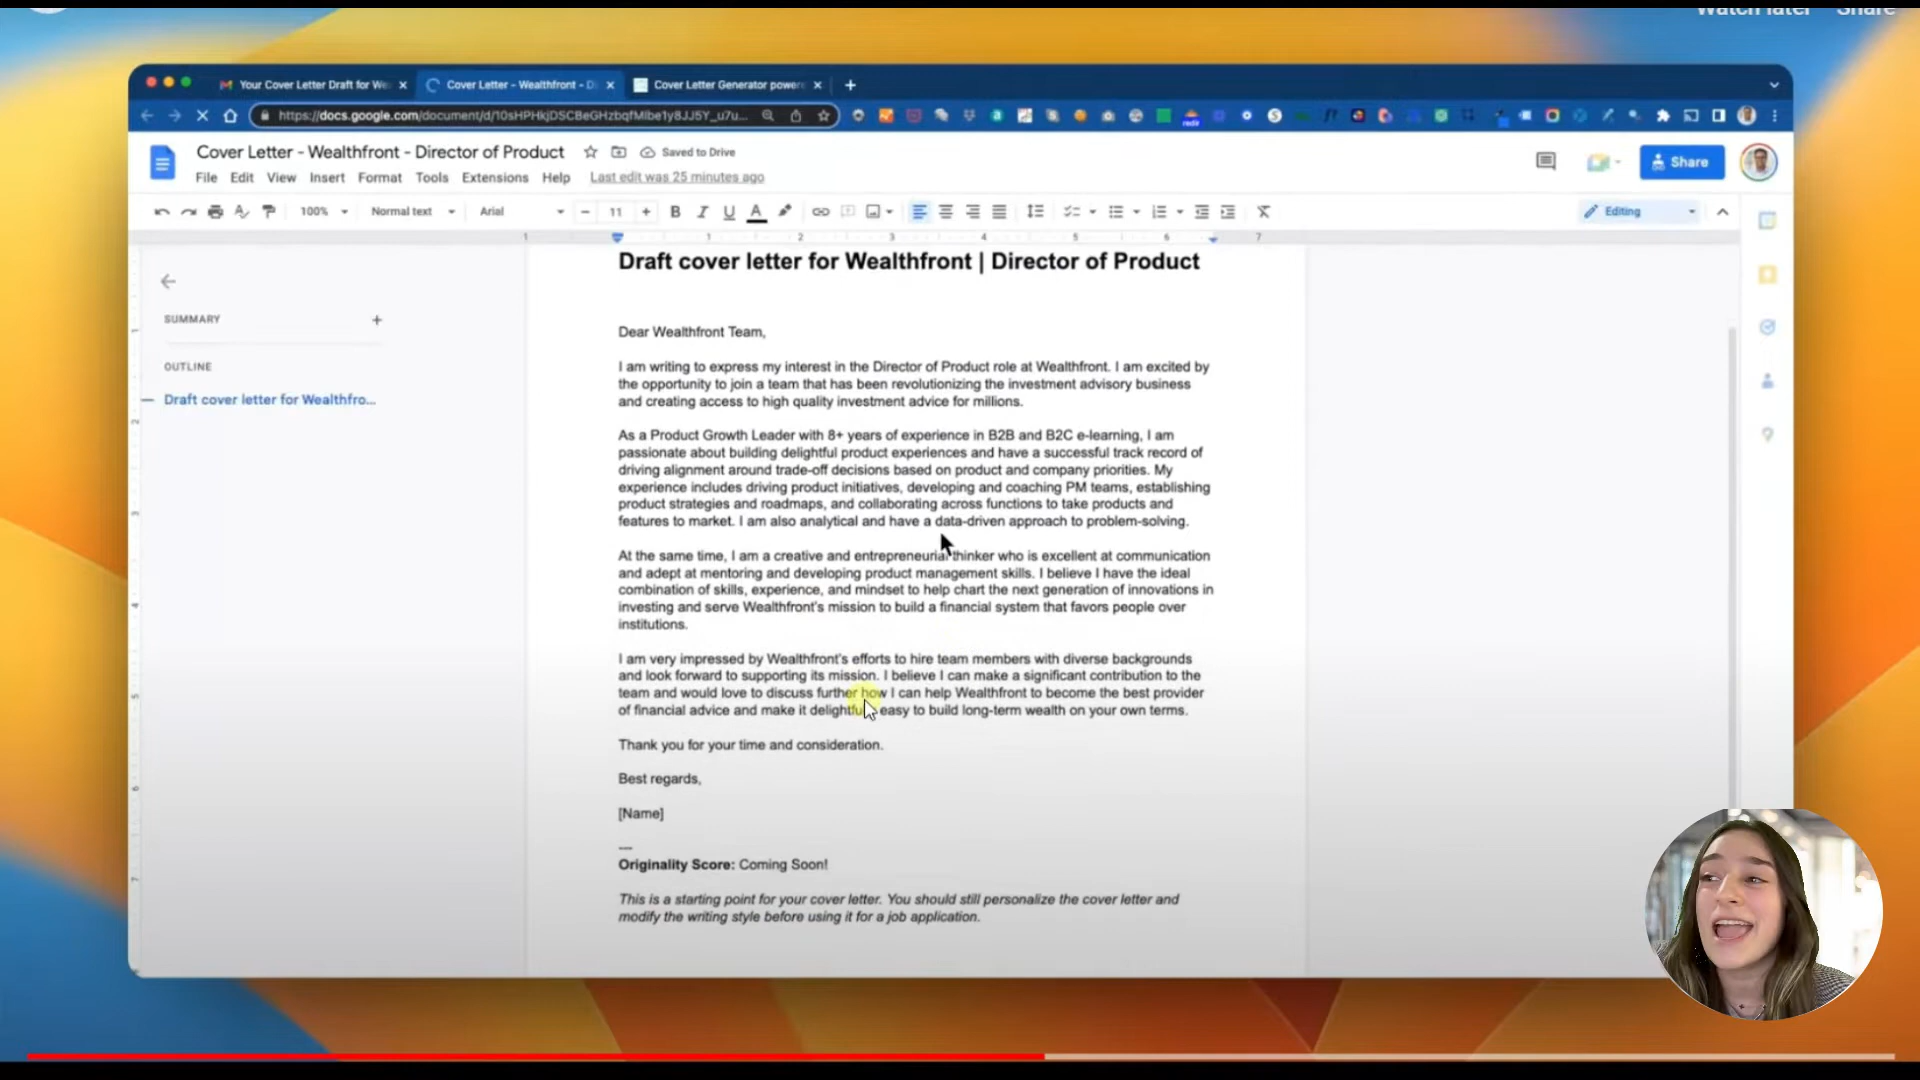 Watch later Share
Your Cover Letter Draft for We
Cover Letter - Wealthfront - D
Cover Letter Generator power
https://docs.google.com/document/d/10sHPHkjDSCBeGHzbqfMlbe1y8JJ5Y_u7u...
Cover Letter - Wealthfront - Director of Product
Saved to Drive
Share
File Edit View Insert Format Tools Extensions Help Last edit was 25 minutes ago
100% Normal text Arial 11 Editing
1 1 2 3 4 5 6 7
Draft cover letter for Wealthfront | Director of Product
SUMMARY
OUTLINE
Draft cover letter for Wealthfro...
Dear Wealthfront Team,
I am writing to express my interest in the Director of Product role at Wealthfront. I am excited by
the opportunity to join a team that has been revolutionizing the investment advisory business
and creating access to high quality investment advice for millions.
As a Product Growth Leader with 8+ years of experience in B2B and B2C e-learning, I am
passionate about building delightful product experiences and have a successful track record of
driving alignment around trade-off decisions based on product and company priorities. My
experience includes driving product initiatives, developing and coaching PM teams, establishing
product strategies and roadmaps, and collaborating across functions to take products and
features to market. I am also analytical and have a data-driven approach to problem-solving.
At the same time, I am a creative and entrepreneurial thinker who is excellent at communication
and adept at mentoring and developing product management skills. I believe I have the ideal
combination of skills, experience, and mindset to help chart the next generation of innovations in
investing and serve Wealthfront's mission to build a financial system that favors people over
institutions.
I am very impressed by Wealthfront's efforts to hire team members with diverse backgrounds
and look forward to supporting its mission. I believe I can make a significant contribution to the
team and would love to discuss further how I can help Wealthfront to become the best provider
of financial advice and make it delightfully easy to build long-term wealth on your own terms.
Thank you for your time and consideration.
Best regards,
[Name]
---
Originality Score: Coming Soon!
This is a starting point for your cover letter. You should still personalize the cover letter and
modify the writing style before using it for a job application.